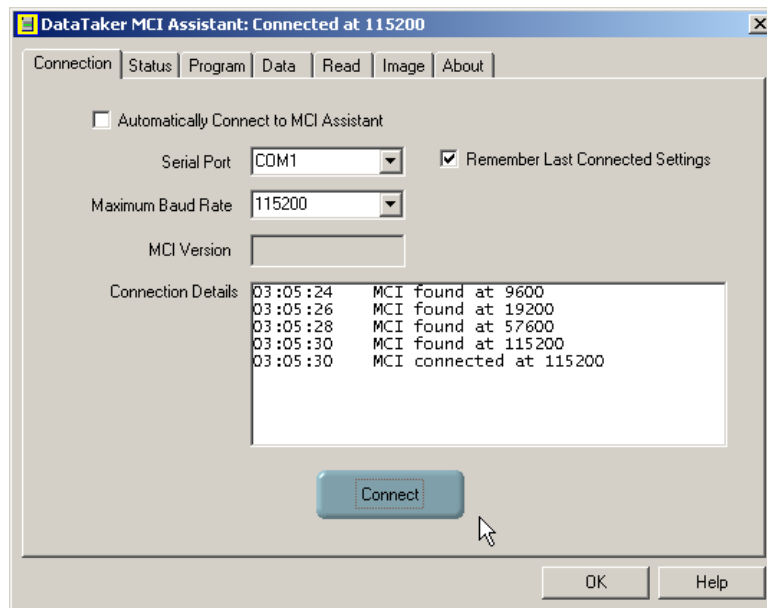 DataTaker MCI Assistant: Connected at 115200
Connection Status Program Data Read Image About
Automatically Connect to MCI Assistant
Serial Port COM1 Remember Last Connected Settings
Maximum Baud Rate 115200
MCI Version
Connection Details 03:05:24 MCI found at 9600
03:05:26 MCI found at 19200
03:05:28 MCI found at 57600
03:05:30 MCI found at 115200
03:05:30 MCI connected at 115200
Connect
OK Help